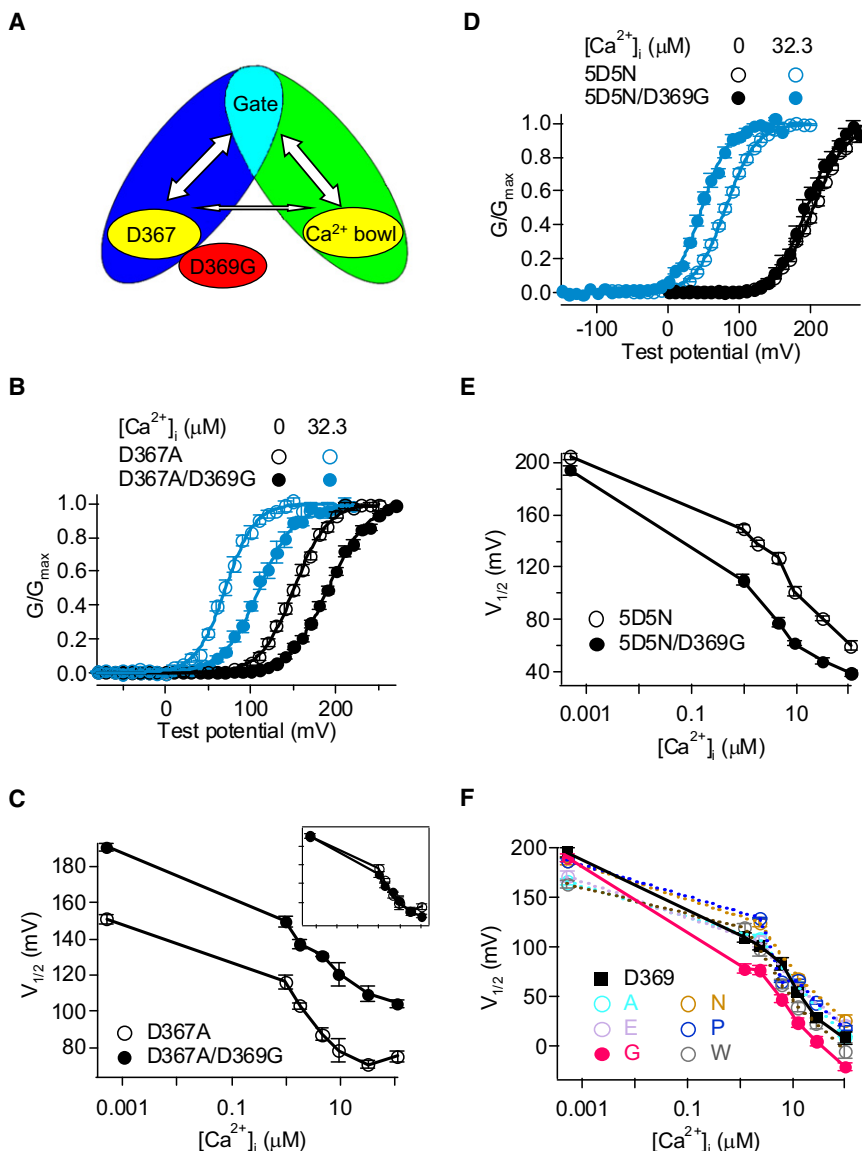 A
Gate
D367
Ca²⁺ bowl
D369G
B
[Ca²⁺]ᵢ (μM) 0 32.3
D367A
D367A/D369G
1.0
0.8
0.6
0.4
0.2
0.0
G/Gmax
0 100 200
Test potential (mV)
C
180
150
120
80
V1/2 (mV)
D367A
D367A/D369G
0.001 0.1 10
[Ca²⁺]ᵢ (μM)
D
[Ca²⁺]ᵢ (μM) 0 32.3
5D5N
5D5N/D369G
1.0
0.8
0.6
0.4
0.2
0.0
G/Gmax
-100 0 100 200
Test potential (mV)
E
200
160
120
80
40
V1/2 (mV)
5D5N
5D5N/D369G
0.001 0.1 10
[Ca²⁺]ᵢ (μM)
F
200
150
100
50
0
V1/2 (mV)
D369
A N
E P
G W
0.001 0.1 10
[Ca²⁺]ᵢ (μM)